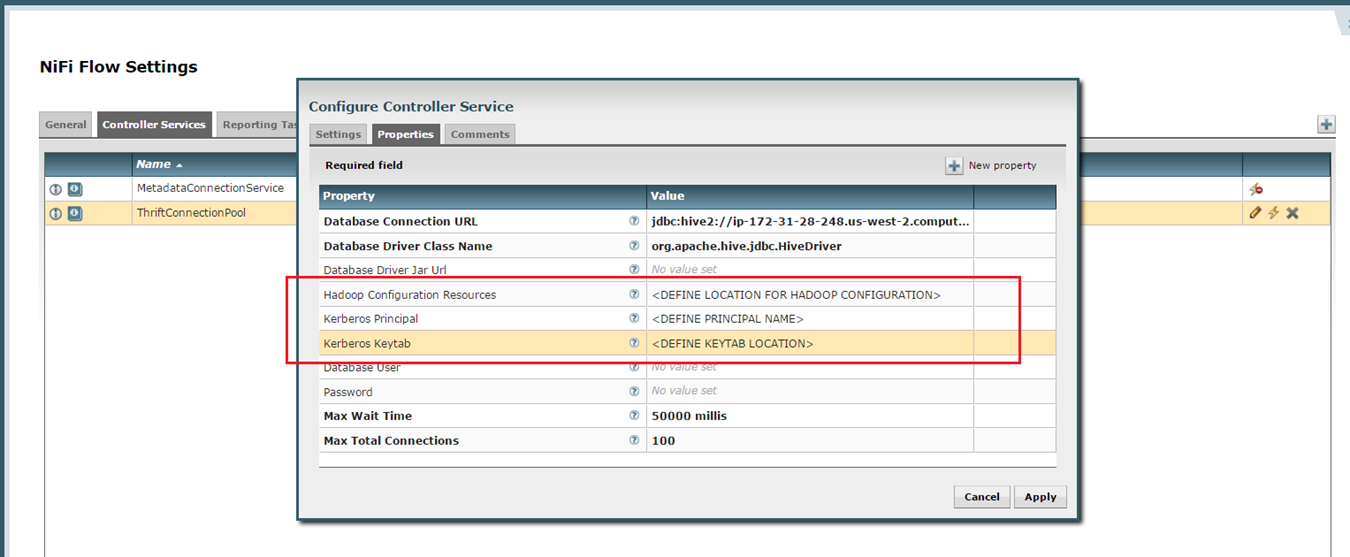 NiFi Flow Settings
General Controller Services Reporting Tas
Name
MetadataConnectionService
ThriftConnectionPool
Configure Controller Service
Settings Properties Comments
Required field New property
Property Value
Database Connection URL jdbc:hive2://ip-172-31-28-248.us-west-2.comput...
Database Driver Class Name org.apache.hive.jdbc.HiveDriver
Database Driver Jar Url No value set
Hadoop Configuration Resources <DEFINE LOCATION FOR HADOOP CONFIGURATION>
Kerberos Principal <DEFINE PRINCIPAL NAME>
Kerberos Keytab <DEFINE KEYTAB LOCATION>
Database User No value set
Password No value set
Max Wait Time 50000 millis
Max Total Connections 100
Cancel Apply